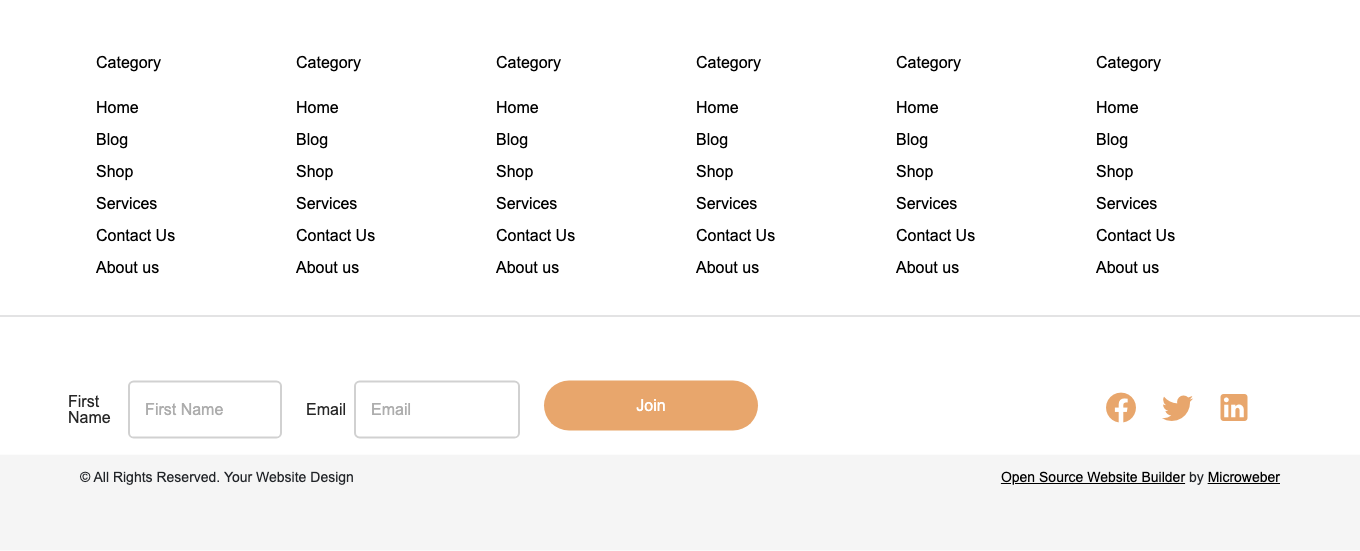 Category Category Category Category Category Category
Home Home Home Home Home Home
Blog Blog Blog Blog Blog Blog
Shop Shop Shop Shop Shop Shop
Services Services Services Services Services Services
Contact Us Contact Us Contact Us Contact Us Contact Us Contact Us
About us About us About us About us About us About us
First
Name
First Name
Email
Email
Join
© All Rights Reserved. Your Website Design
Open Source Website Builder by Microweber